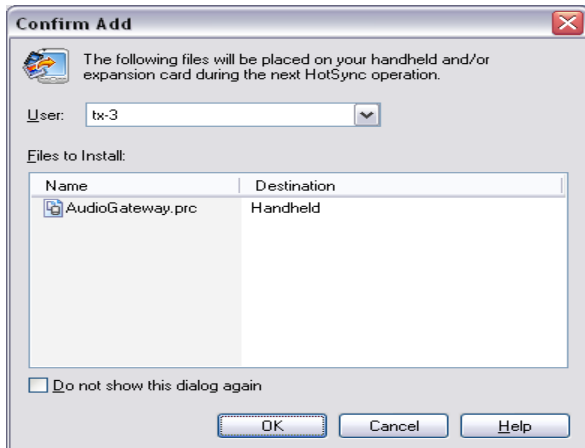 Confirm Add
The following files will be placed on your handheld and/or
expansion card during the next HotSync operation.
User: tx-3
Files to Install:
Name Destination
AudioGateway.prc Handheld
Do not show this dialog again
OK Cancel Help